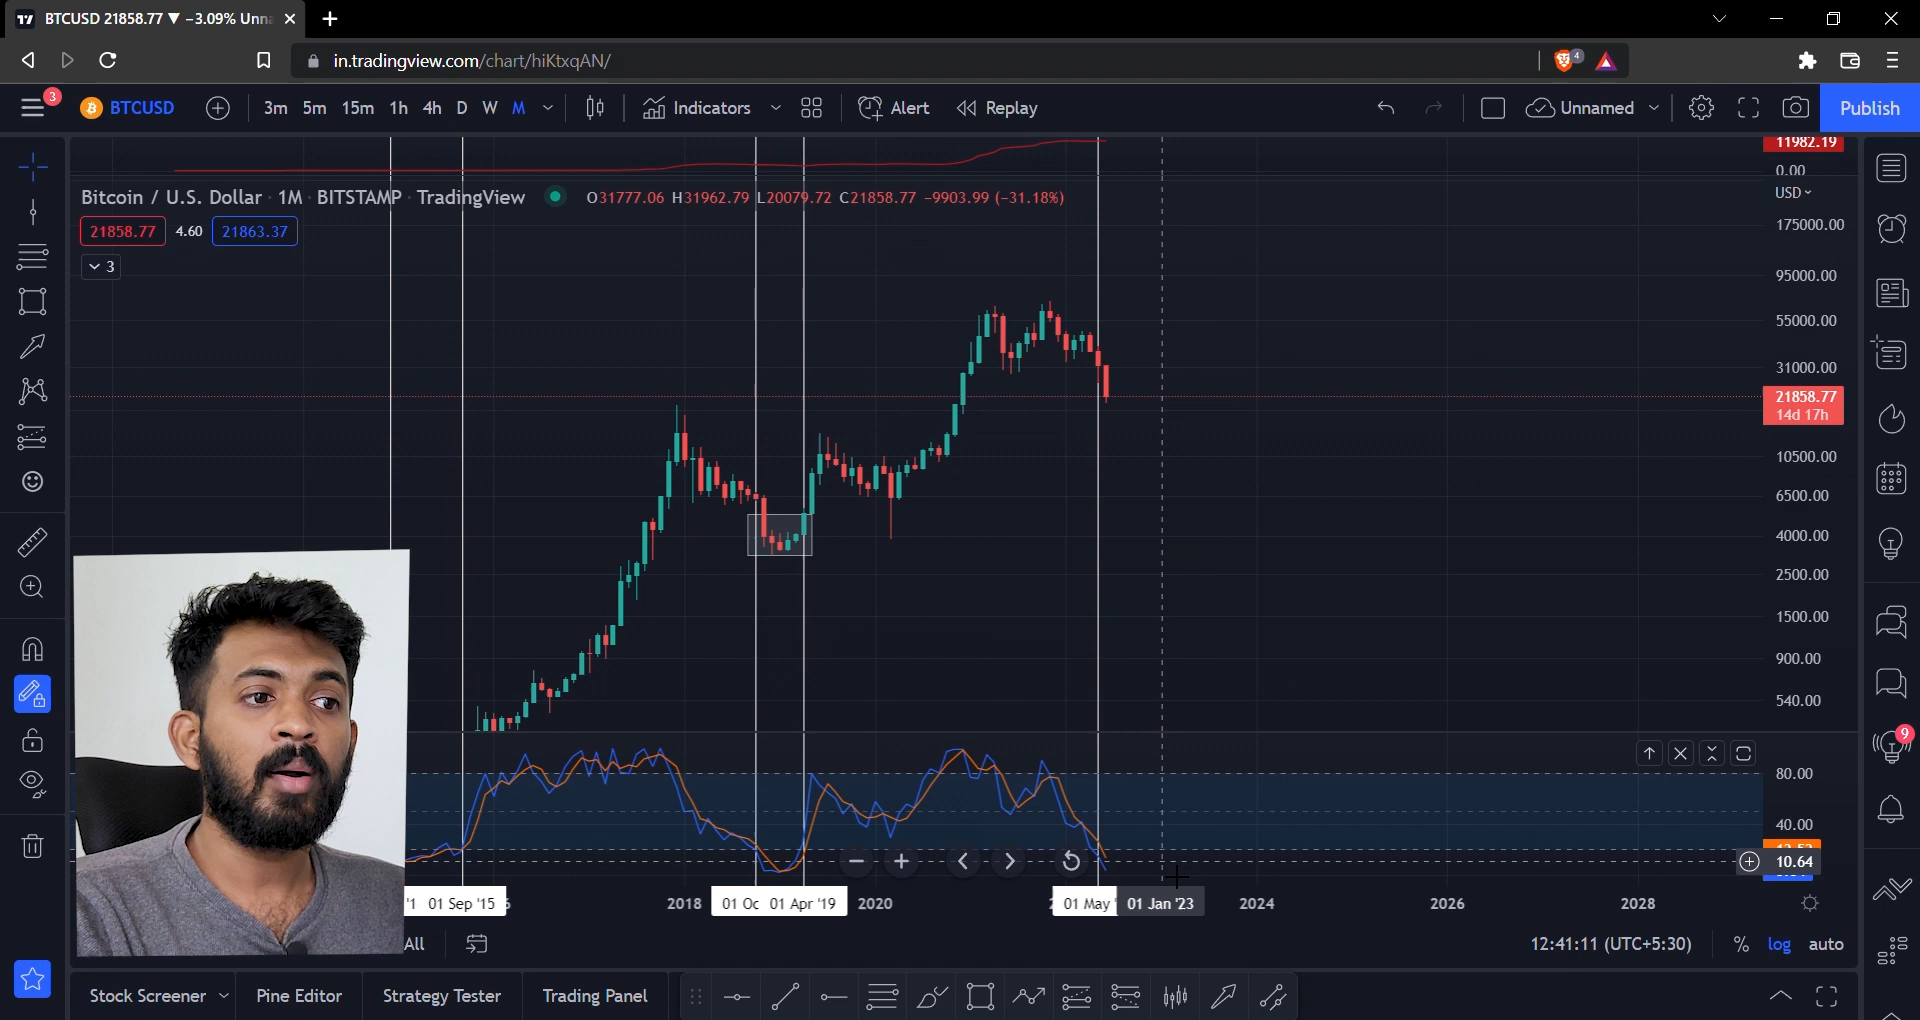 BTCUSD 21858.77 ▼ −3.09% Unna
4
in.tradingview.com/chart/hiKtxqAN/
3
BTCUSD
3m 5m 15m 1h 4h D W M
Indicators
Alert
Replay
Unnamed
Publish
11982.19
0.00
Bitcoin / U.S. Dollar · 1M · BITSTAMP · TradingView
O31777.06 H31962.79 L20079.72 C21858.77 −9903.99 (−31.18%)
USD
21858.77 4.60 21863.37
175000.00
3
95000.00
55000.00
31000.00
21858.77
14d 17h
10500.00
6500.00
4000.00
2500.00
1500.00
900.00
540.00
9
80.00
40.00
10.64
01 Sep '15 2018 01 Oc 01 Apr '19 2020 01 May 01 Jan '23 2024 2026 2028
All
12:41:11 (UTC+5:30) % log auto
Stock Screener Pine Editor Strategy Tester Trading Panel